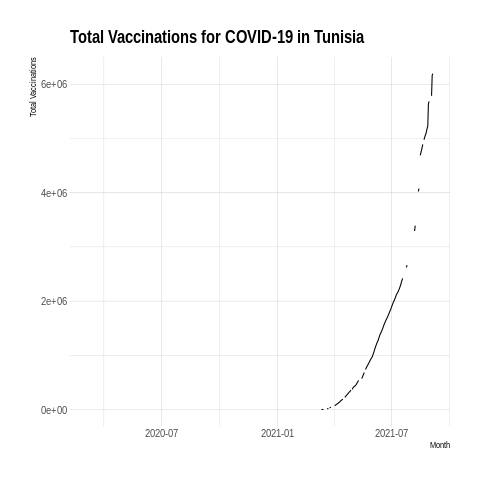 Total Vaccinations for COVID-19 in Tunisia
Total Vaccinations
6e+06
4e+06
2e+06
0e+00
2020-07
2021-01
2021-07
Month